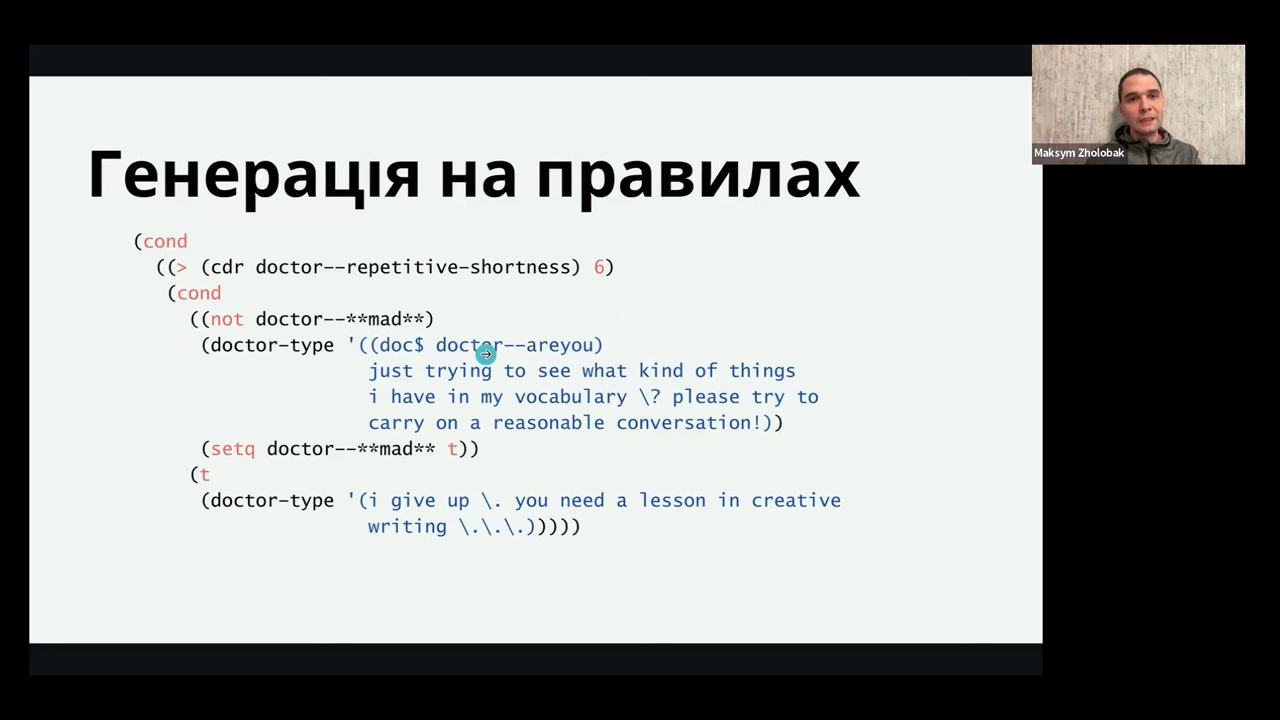 Генерація на правилах
(cond
((> (cdr doctor--repetitive-shortness) 6)
(cond
((not doctor--**mad**)
(doctor-type '((doc$ doctor--areyou)
just trying to see what kind of things
i have in my vocabulary \? please try to
carry on a reasonable conversation!))
(setq doctor--**mad** t))
(t
(doctor-type '(i give up \. you need a lesson in creative
writing \.\.\.)))))
Maksym Zholobak